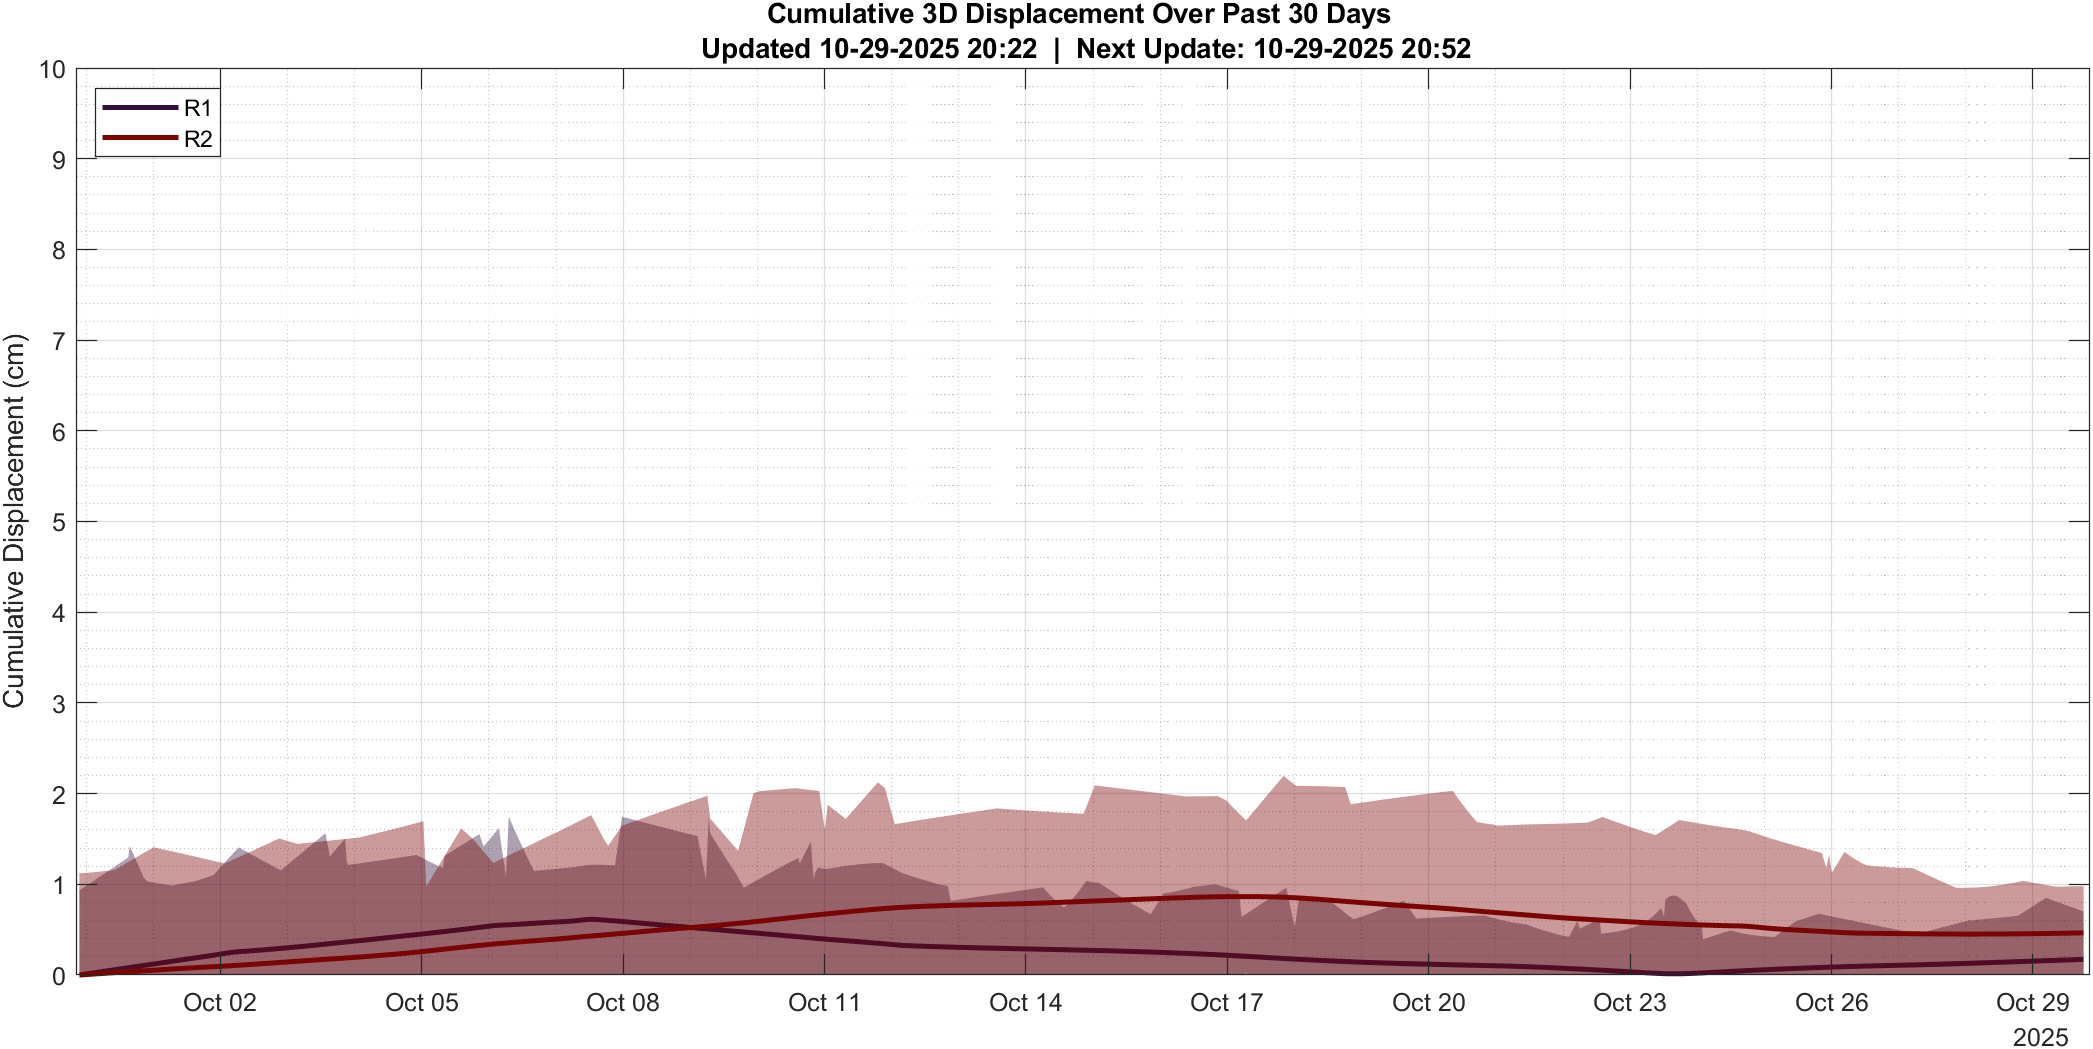 Cumulative 3D Displacement Over Past 30 Days
Updated 10-29-2025 20:22 | Next Update: 10-29-2025 20:52
R1
R2
Cumulative Displacement (cm)
10
9
8
7
6
5
4
3
2
1
0
Oct 02 Oct 05 Oct 08 Oct 11 Oct 14 Oct 17 Oct 20 Oct 23 Oct 26 Oct 29
2025